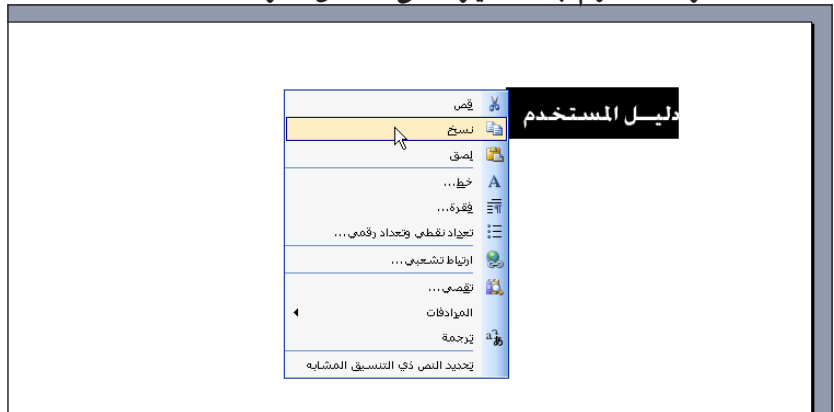 دليل المستخدم
قص
نسخ
لصق
خط...
فقرة...
تعداد نقطي وتعداد رقمي...
ارتباط تشعبي...
تقصي...
المرادفات
ترجمة
تحديد النص ذي التنسيق المشابه